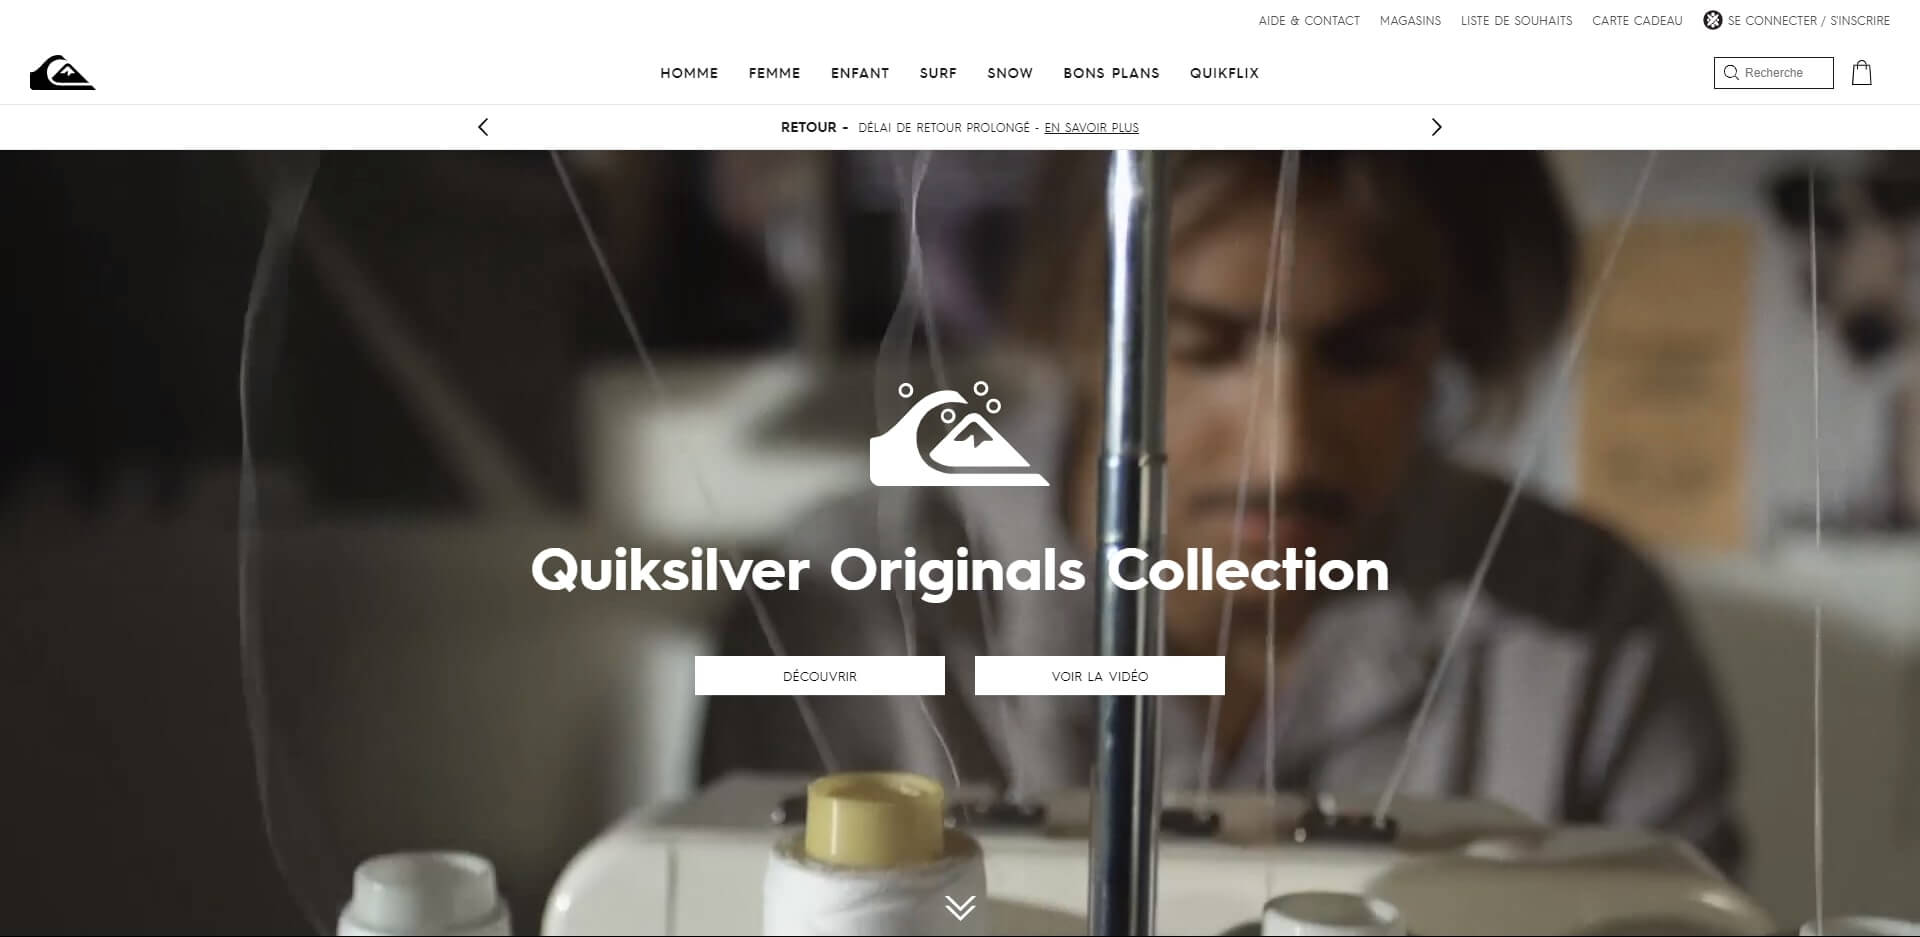 AIDE & CONTACT MAGASINS LISTE DE SOUHAITS CARTE CADEAU SE CONNECTER / S'INSCRIRE
HOMME FEMME ENFANT SURF SNOW BONS PLANS QUIKFLIX Recherche
RETOUR - DÉLAI DE RETOUR PROLONGÉ - EN SAVOIR PLUS
Quiksilver Originals Collection
DÉCOUVRIR VOIR LA VIDÉO